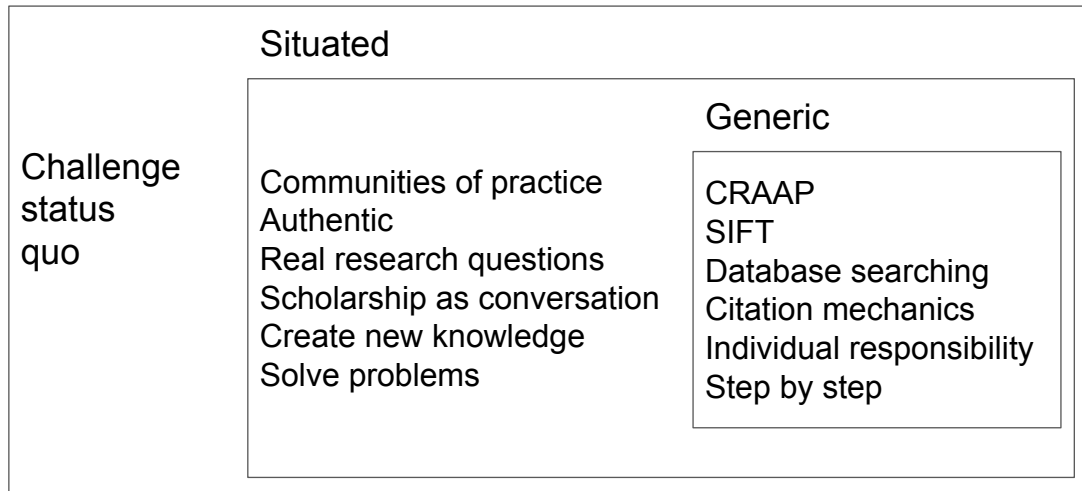 Situated
Generic
Challenge
status
quo
Communities of practice
Authentic
Real research questions
Scholarship as conversation
Create new knowledge
Solve problems
CRAAP
SIFT
Database searching
Citation mechanics
Individual responsibility
Step by step